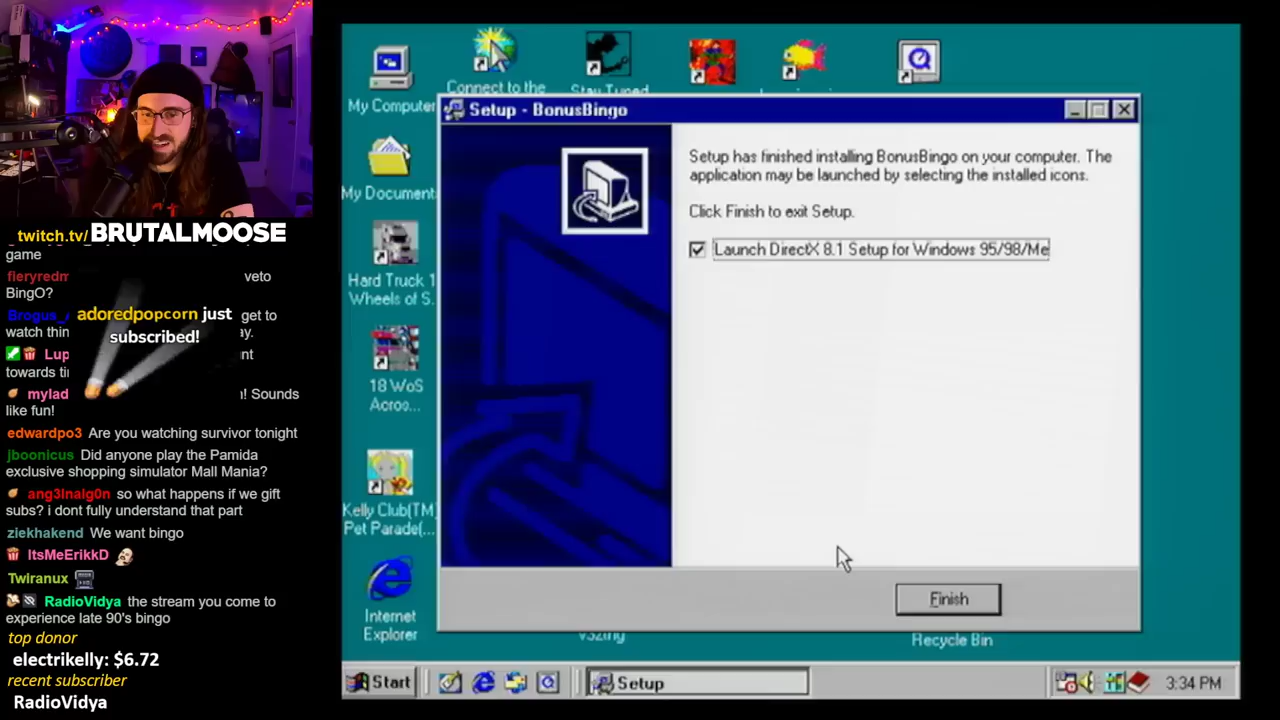 My Computer
Connect to the
Stay Tuned
My Document
Hard Truck 1
Wheels of S.
18 WoS
Acroo...
Kelly Club(TM)
Pet Parade(...
Internet
Explorer
Recycle Bin
Setup - BonusBingo
Setup has finished installing BonusBingo on your computer. The
application may be launched by selecting the installed icons.
Click Finish to exit Setup.
Launch DirectX 8.1 Setup for Windows 95/98/Me
Finish
Start
Setup
3:34 PM
twitch.tv/BRUTALMOOSE
game
veto
BingO?
get to
watch thin
ay.
adoredpopcorn just
subscribed!
Lup
nt
towards ti
mylad
! Sounds
like fun!
edwardpo3 Are you watching survivor tonight
jboonicus Did anyone play the Pamida
exclusive shopping simulator Mall Mania?
ang3lnalg0n so what happens if we gift
subs? i dont fully understand that part
ziekhakend We want bingo
ItsMeErikkD
Twiranux
RadioVidya the stream you come to
experience late 90's bingo
top donor
electrikelly: $6.72
recent subscriber
RadioVidya